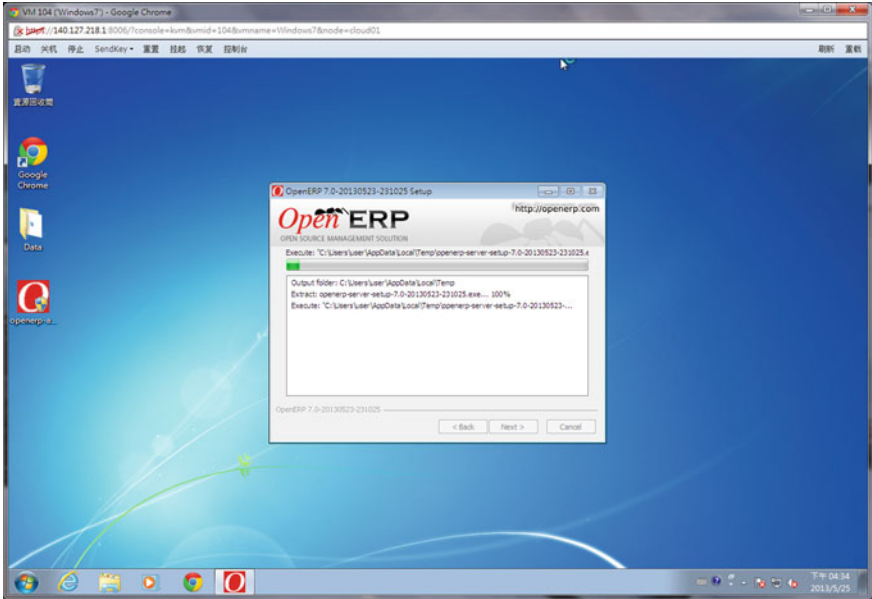 VM 104 ('Windows7') - Google Chrome
https://140.127.218.1:8006/?console=kvm&vmid=104&vmname=Windows7&node=cloud01
启动 关机 停止 SendKey 重置 挂起 恢复 控制台 刷新 重载
資源回收筒
Google
Chrome
Data
openerp-a...
OpenERP 7.0-20130523-231025 Setup
Open ERP
http://openerp.com
OPEN SOURCE MANAGEMENT SOLUTION
Execute: "C:\Users\user\AppData\Local\Temp\openerp-server-setup-7.0-20130523-231025.e
Output folder: C:\Users\user\AppData\Local\Temp
Extract: openerp-server-setup-7.0-20130523-231025.exe... 100%
Execute: "C:\Users\user\AppData\Local\Temp\openerp-server-setup-7.0-20130523-...
OpenERP 7.0-20130523-231025
< Back Next > Cancel
下午 04:34
2013/5/25